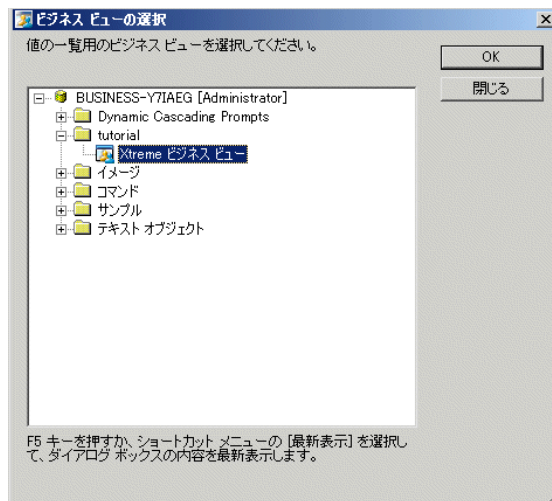 ビジネス ビューの選択
値の一覧用のビジネス ビューを選択してください。
OK
閉じる
BUSINESS-Y7IAEG [Administrator]
Dynamic Cascading Prompts
tutorial
Xtreme ビジネス ビュー
イメージ
コマンド
サンプル
テキスト オブジェクト
F5 キーを押すか、ショートカット メニューの [最新表示] を選択し
て、ダイアログ ボックスの内容を最新表示します。